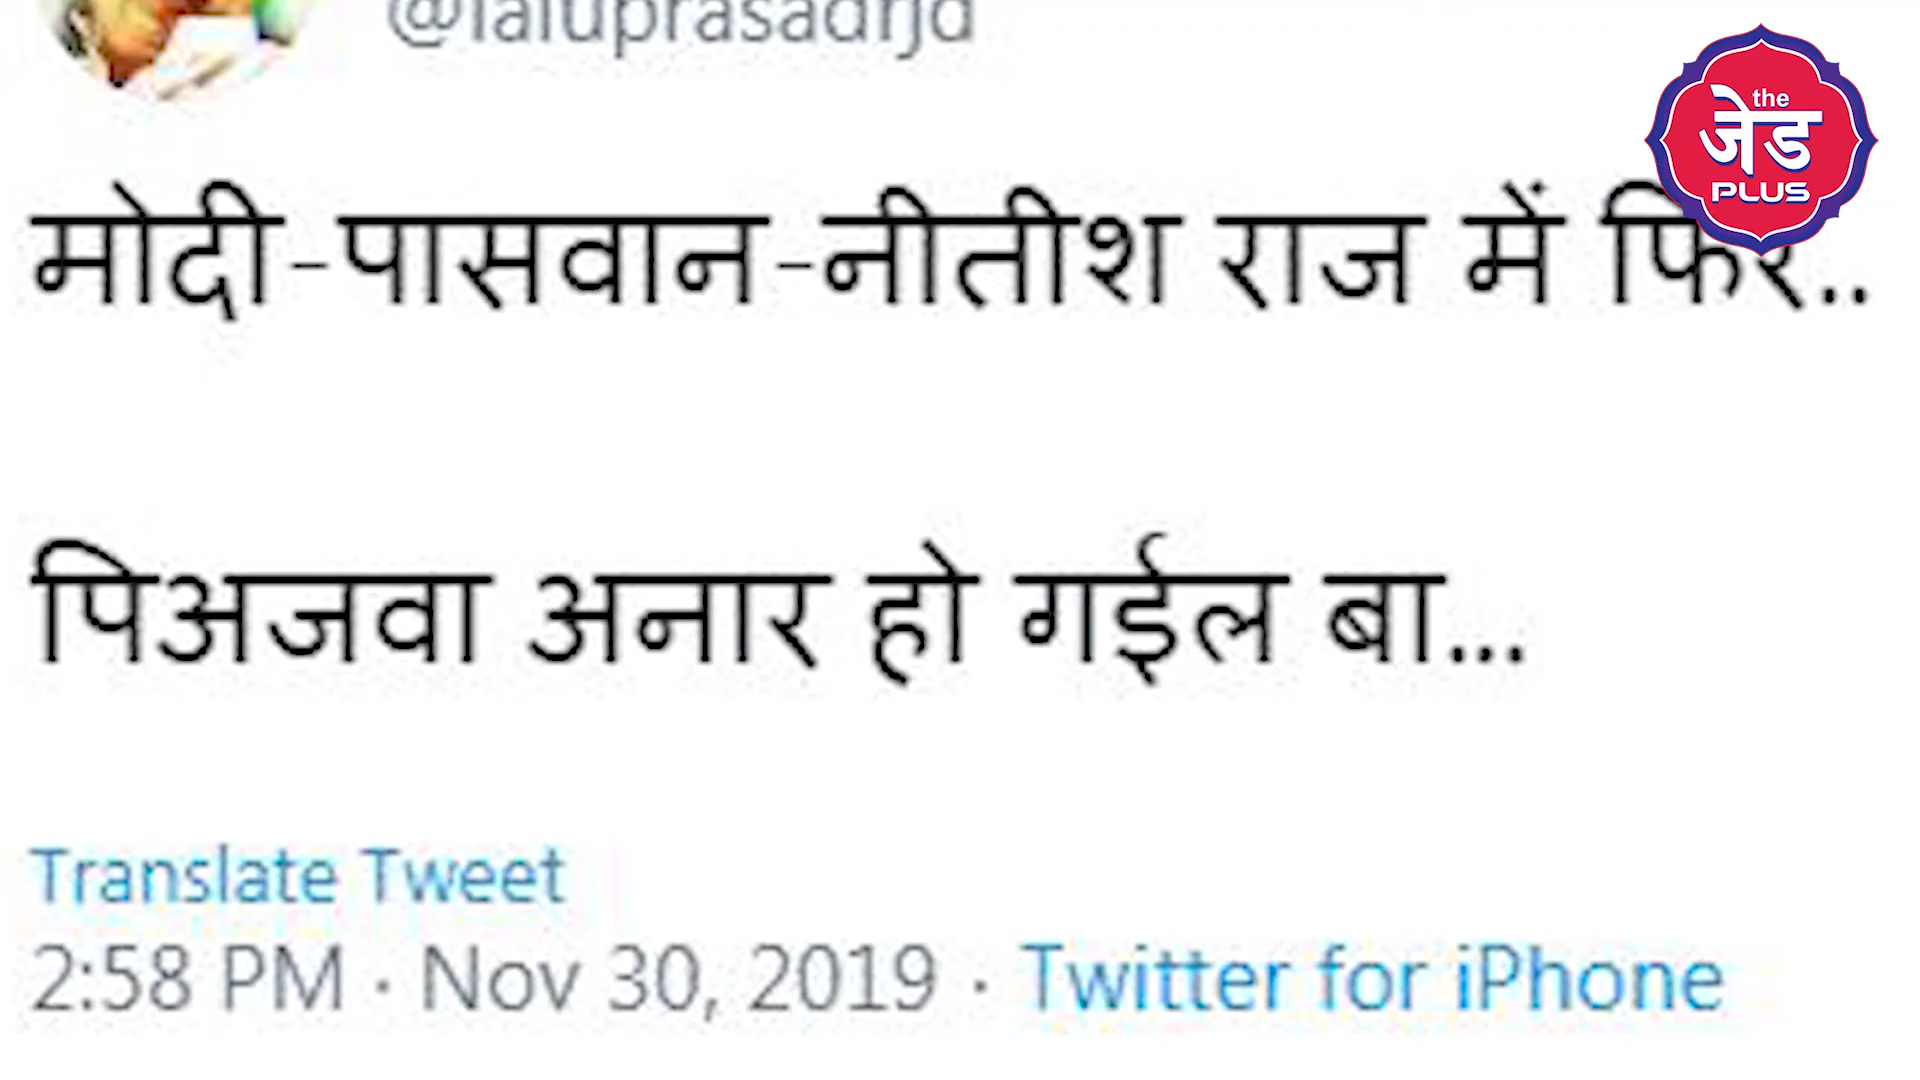 @laluprasadrjd
the
जेड
PLUS
मोदी-पासवान-नीतीश राज में फिर..
पिअजवा अनार हो गईल बा...
Translate Tweet
2:58 PM · Nov 30, 2019 · Twitter for iPhone